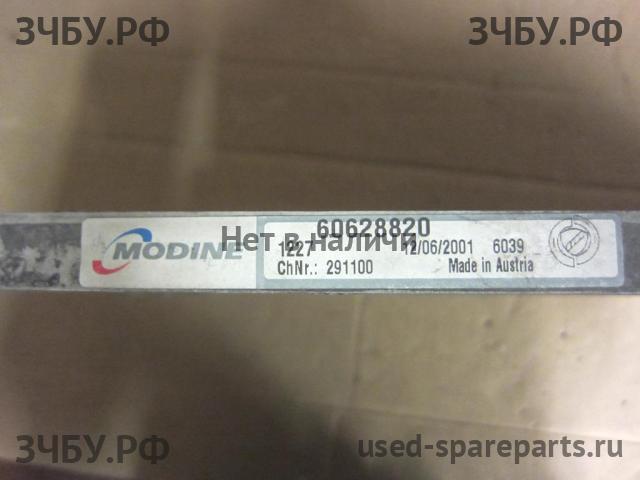 ЗЧБУ.РФ ЗЧБУ.РФ
60628820
MODINE
Нет в наличии
1227 12/06/2001 6039
ChNr.: 291100 Made in Austria
ЗЧБУ.РФ used-spareparts.ru